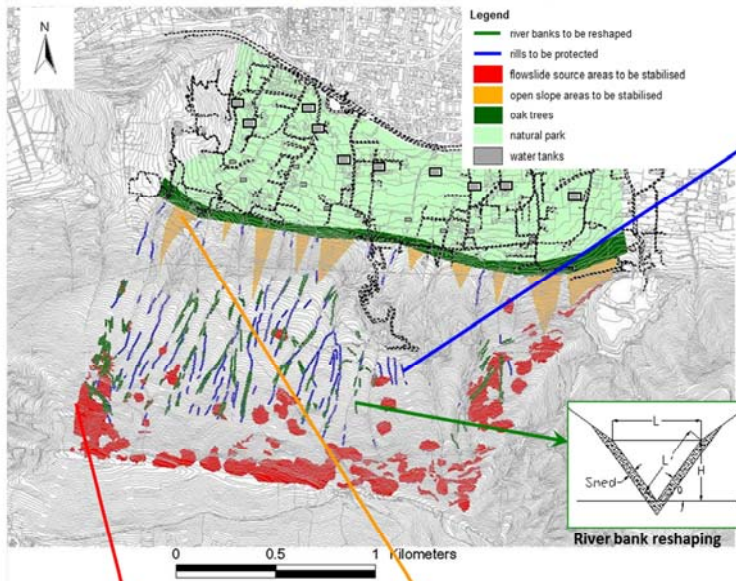 N
Legend
river banks to be reshaped
rills to be protected
flowslide source areas to be stabilised
open slope areas to be stabilised
oak trees
natural park
water tanks
L
L'
H
Sned
River bank reshaping
0 0.5 1 Kilometers